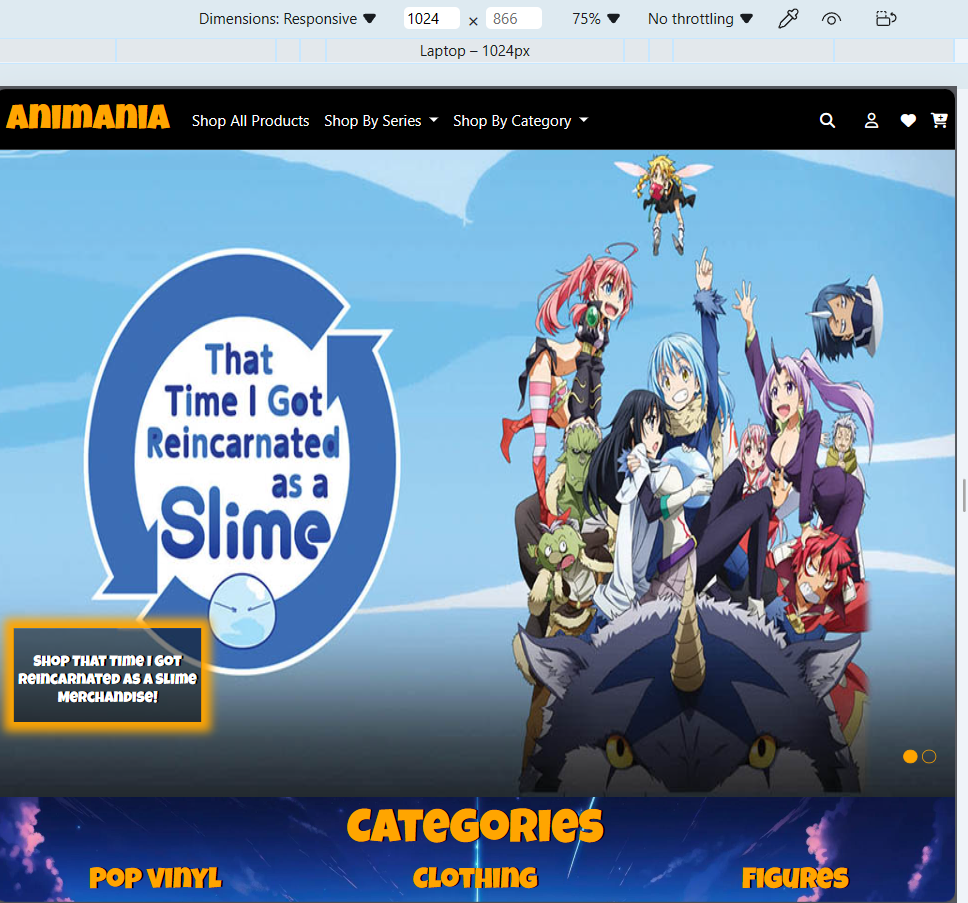 Dimensions: Responsive 1024 x 866 75% No throttling
Laptop – 1024px
ANIMANIA Shop All Products Shop By Series Shop By Category
That
Time I Got
Reincarnated
as a
Slime
Shop That Time I Got
Reincarnated as a Slime
Merchandise!
Categories
Pop Vinyl Clothing Figures